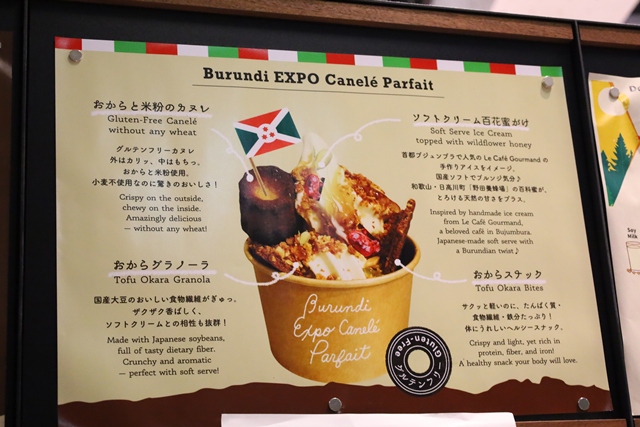 Burundi EXPO Canelé Parfait
おからと米粉のカヌレ
Gluten-Free Canelé
without any wheat
グルテンフリーカヌレ
外はカリッ、中はもちっ。
おからと米粉使用。
小麦不使用なのに驚きのおいしさ！
Crispy on the outside,
chewy on the inside.
Amazingly delicious
— without any wheat!
おからグラノーラ
Tofu Okara Granola
国産大豆のおいしい食物繊維がぎゅっ。
ザクザク香ばしく、
ソフトクリームとの相性も抜群！
Made with Japanese soybeans,
full of tasty dietary fiber.
Crunchy and aromatic
— perfect with soft serve!
ソフトクリーム百花蜜がけ
Soft Serve Ice Cream
topped with wildflower honey
首都ブジュンブラで人気の Le Café Gourmand の
手作りアイスをイメージ。
国産ソフトでブルンジ気分♪
和歌山・日高川町「野田養蜂場」の百科蜜が、
とろける天然の甘さをプラス。
Inspired by handmade ice cream
from Le Café Gourmand,
a beloved café in Bujumbura,
Japanese-made soft serve with
a Burundian twist♪
おからスナック
Tofu Okara Bites
サクッと軽いのに、たんぱく質・
食物繊維・鉄分たっぷり！
体にうれしいヘルシースナック。
Crispy and light, yet rich in
protein, fiber, and iron!
A healthy snack your body will love.
Burundi
Expo Canelé
Parfait
Gluten-Free
グルテンフリー
Soy
Milk